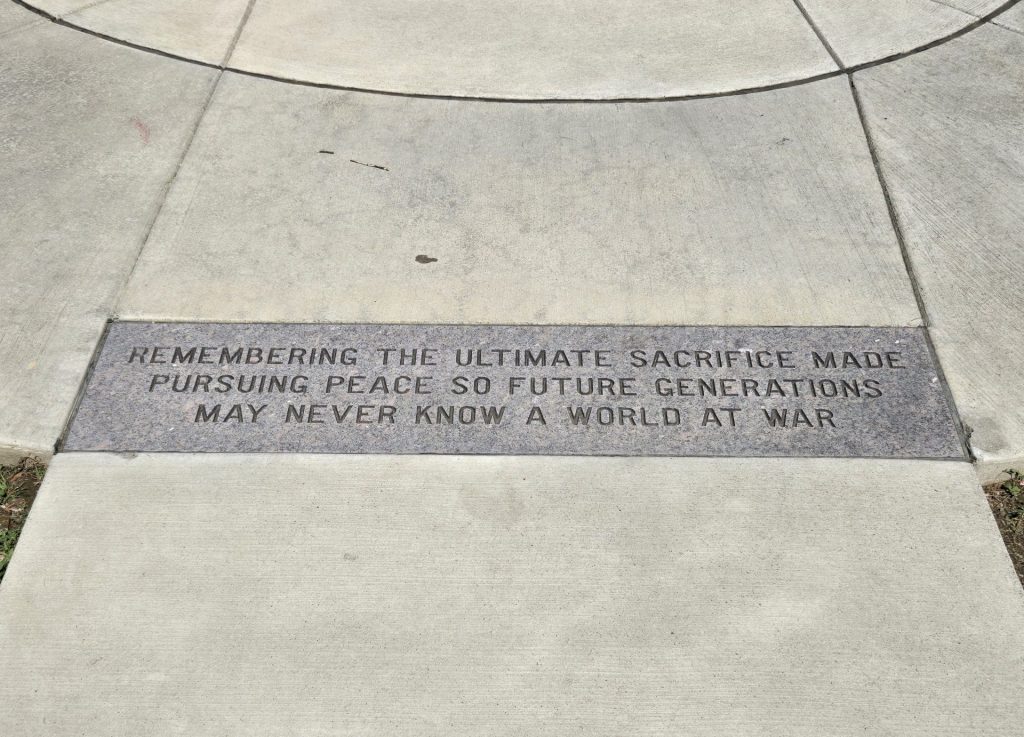 REMEMBERING THE ULTIMATE SACRIFICE MADE
PURSUING PEACE SO FUTURE GENERATIONS
MAY NEVER KNOW A WORLD AT WAR